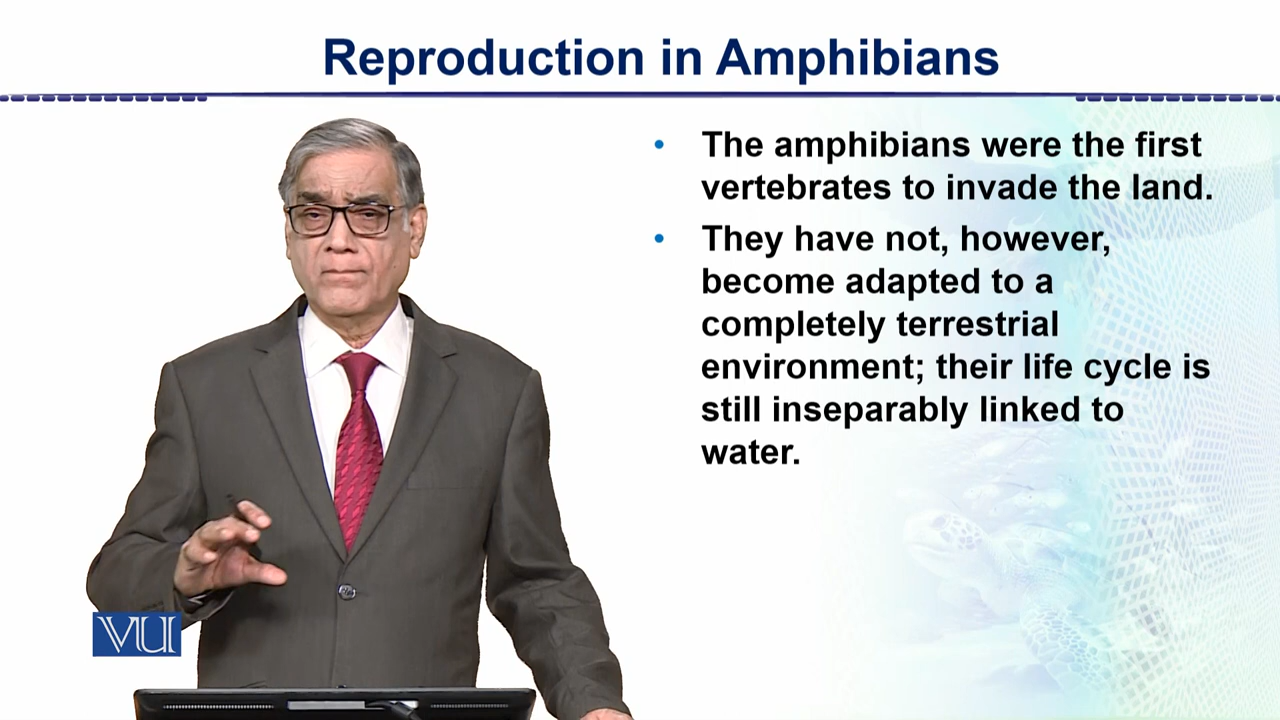 Reproduction in Amphibians
• The amphibians were the first
vertebrates to invade the land.
• They have not, however,
become adapted to a
completely terrestrial
environment; their life cycle is
still inseparably linked to
water.
VU